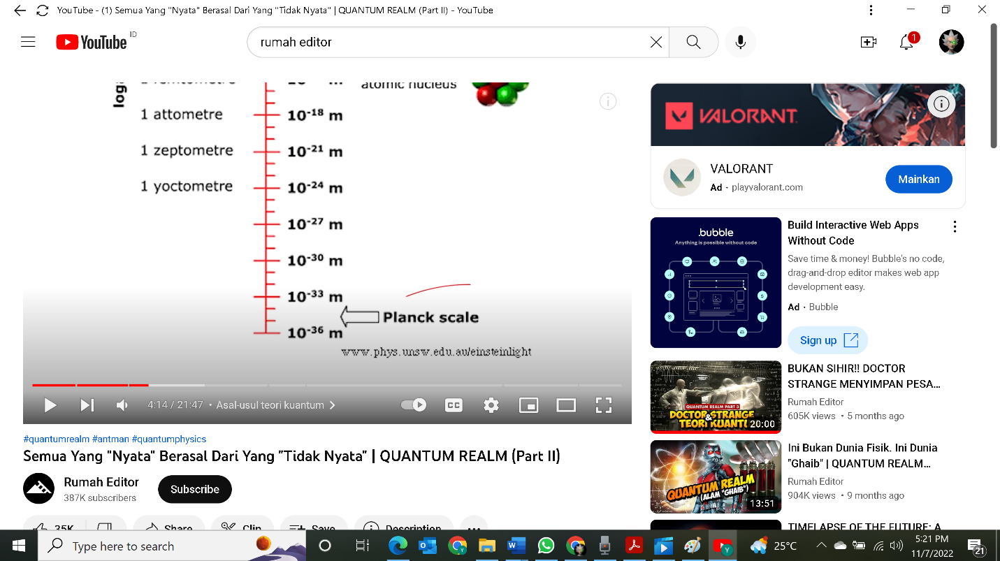 YouTube - (1) Semua Yang "Nyata" Berasal Dari Yang "Tidak Nyata" | QUANTUM REALM (Part II) - YouTube
YouTube ID
rumah editor
1
log
atomic nucleus
1 attometre 10-18 m
1 zeptometre 10-21 m
1 yoctometre 10-24 m
10-27 m
10-30 m
10-33 m
Planck scale
10-36 m
www.phys.unsw.edu.au/einsteinlight
4:14 / 21:47 • Asal-usul teori kuantum
CC
#quantumrealm #antman #quantumphysics
Semua Yang "Nyata" Berasal Dari Yang "Tidak Nyata" | QUANTUM REALM (Part II)
Rumah Editor
387K subscribers
Subscribe
35K
Share
Clip
Save
Description
VALORANT
VALORANT
Ad · playvalorant.com
Mainkan
.bubble
Anything is possible without code
Build Interactive Web Apps
Without Code
Save time & money! Bubble's no code,
drag-and-drop editor makes web app
development easy.
Ad · Bubble
Sign up
QUANTUM REALM PART 3
DOCTOR STRANGE
&
TEORI KUANTU
20:00
BUKAN SIHIR!! DOCTOR
STRANGE MENYIMPAN PESA...
Rumah Editor
605K views • 5 months ago
QUANTUM REALM
(ALAM "GHAIB")
13:51
Ini Bukan Dunia Fisik. Ini Dunia
"Ghaib" | QUANTUM REALM...
Rumah Editor
904K views • 9 months ago
TIMELAPSE OF THE FUTURE: A
Type here to search
25°C
5:21 PM
11/7/2022
21